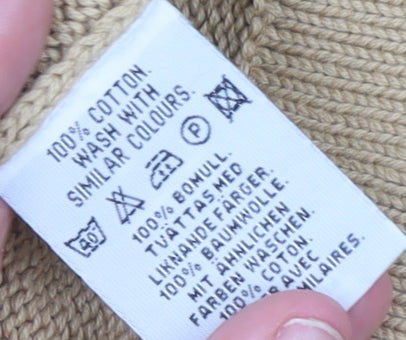 100% COTTON.
WASH WITH
SIMILAR COLOURS.
40 P
100% BOMULL.
TVÄTTAS MED
LIKNANDE FÄRGER.
100% BAUMWOLLE.
MIT ÄHNLICHEN
FARBEN WASCHEN.
100% COTON.
AVEC